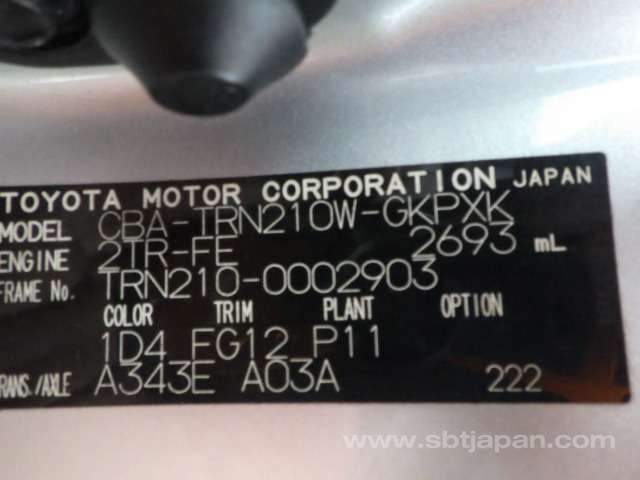 TOYOTA MOTOR CORPORATION JAPAN
MODEL CBA-TRN210W-GKPXK
ENGINE 2TR-FE 2693 mL
FRAME No. TRN210-0002903
COLOR TRIM PLANT OPTION
1D4 FG12 P11
TRANS./AXLE A343E A03A 222
www.sbtjapan.com